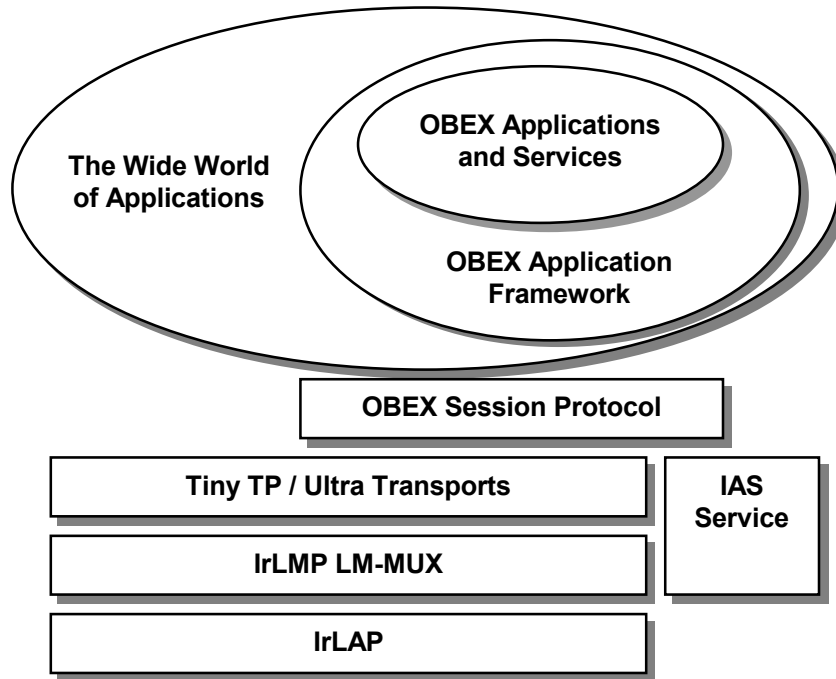 OBEX Applications
and Services
The Wide World
of Applications
OBEX Application
Framework
OBEX Session Protocol
Tiny TP / Ultra Transports
IAS
Service
IrLMP LM-MUX
IrLAP